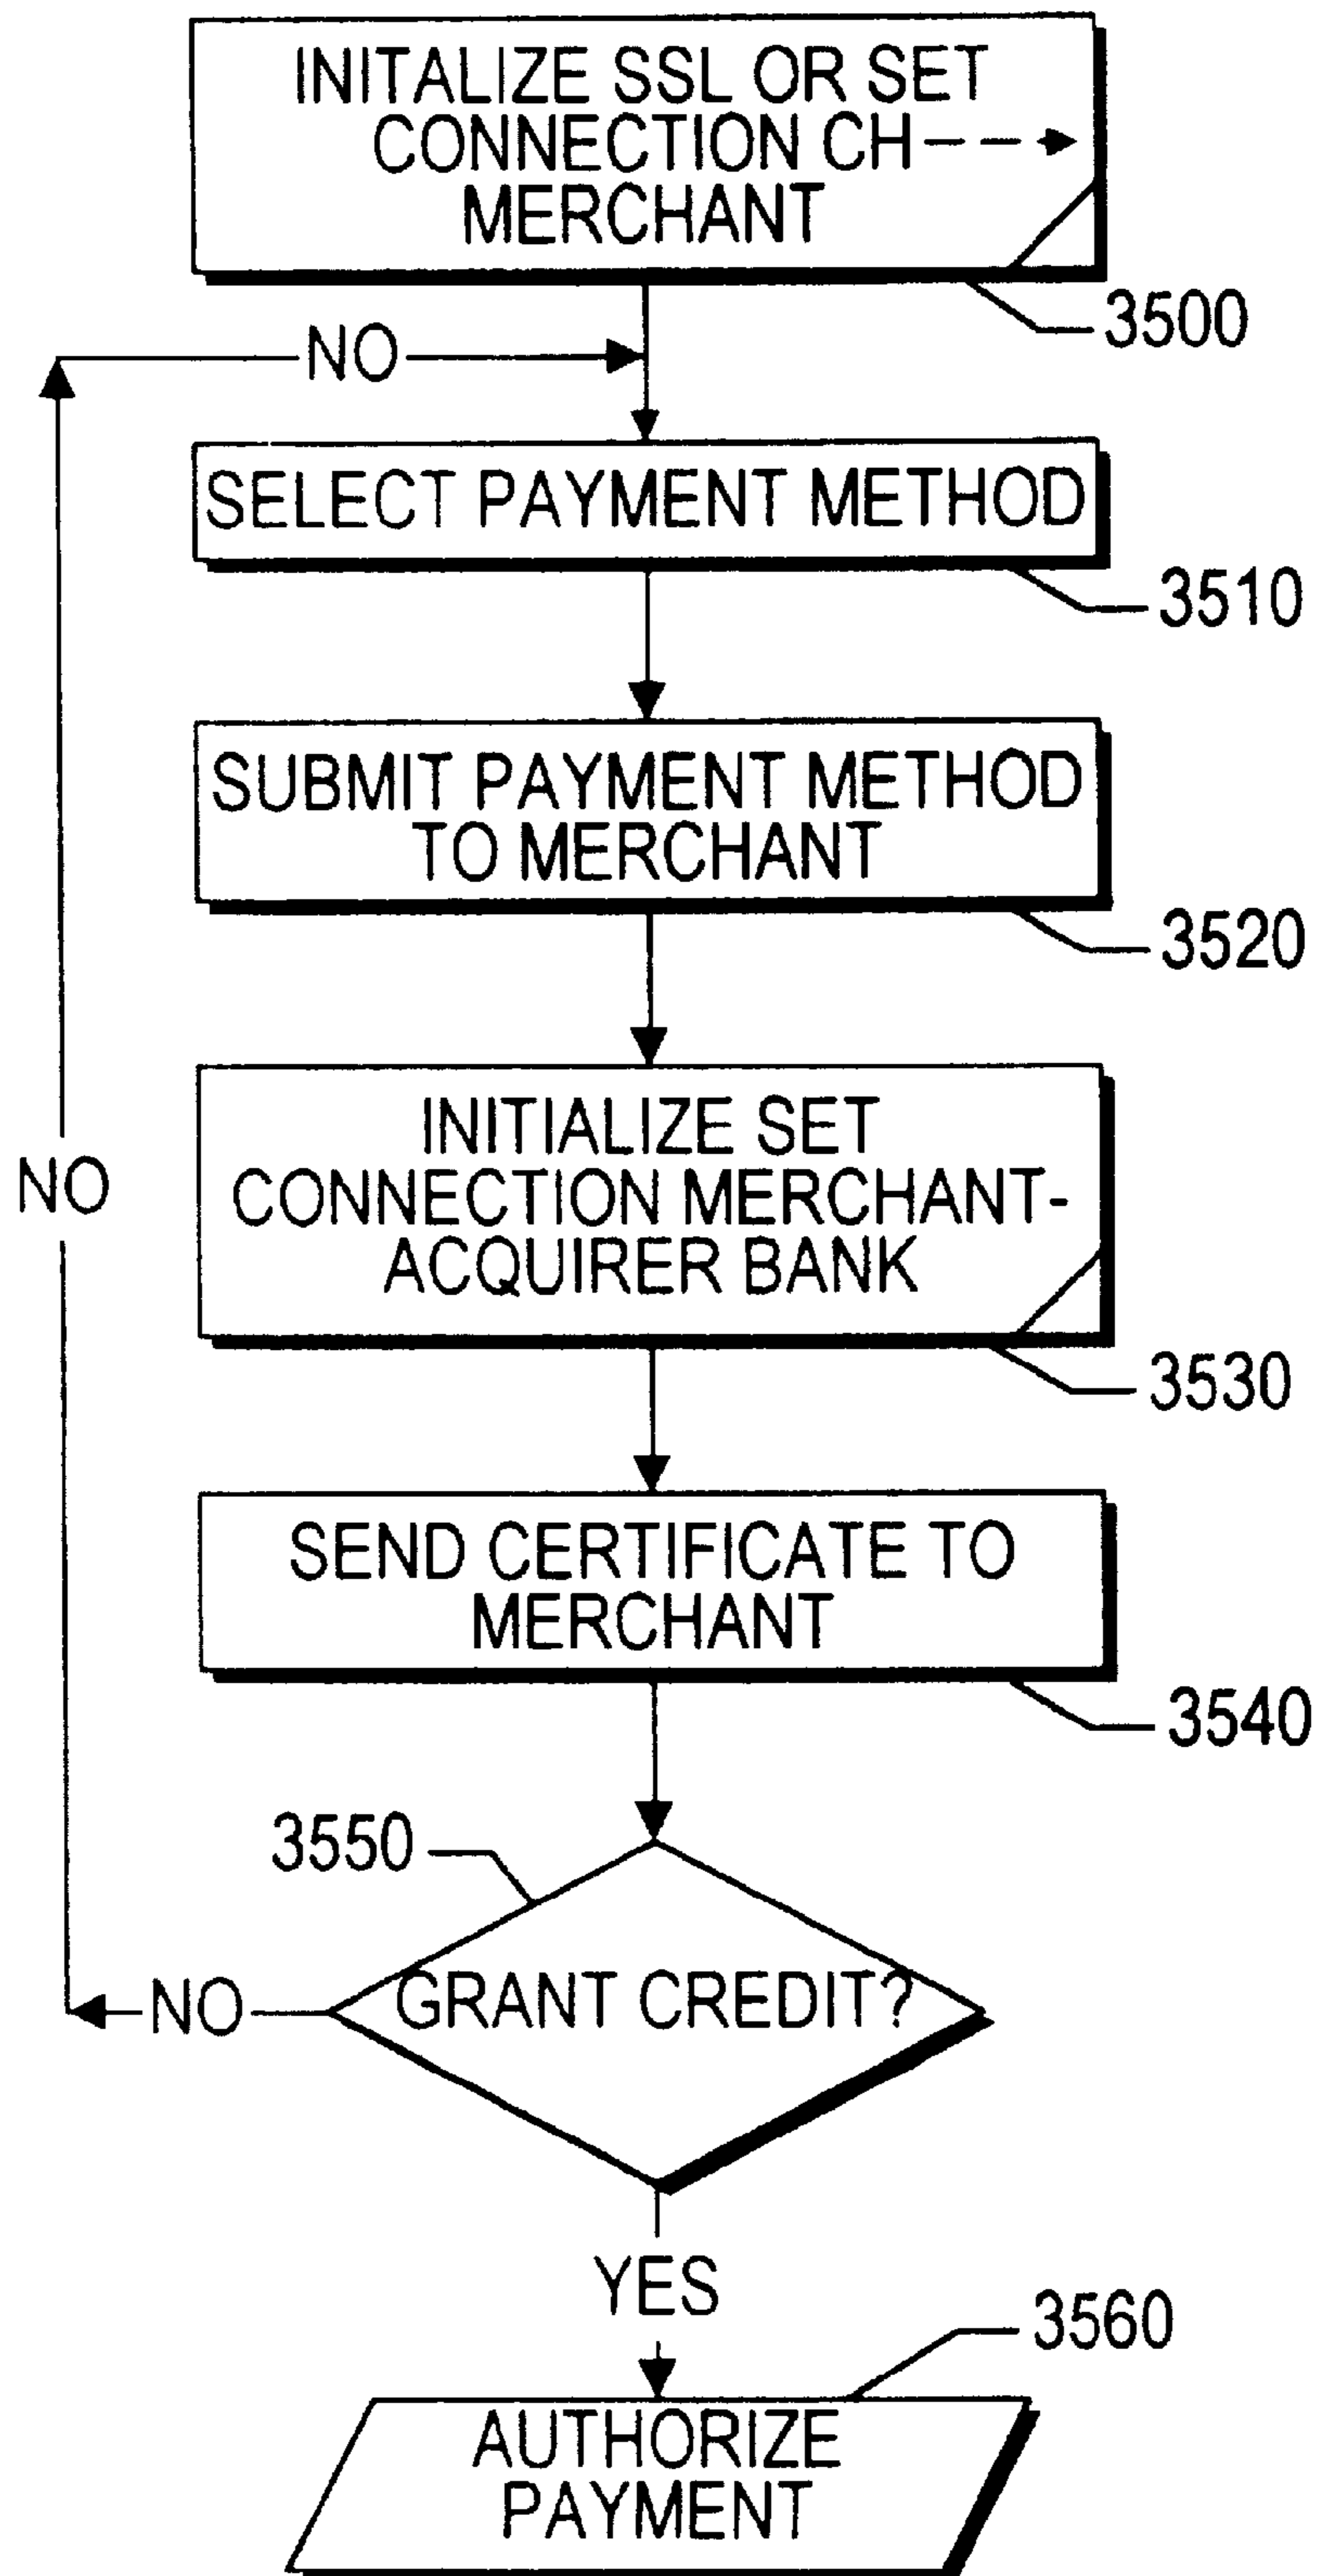 INITALIZE SSL OR SET
CONNECTION CH
MERCHANT
3500
NO
SELECT PAYMENT METHOD
3510
SUBMIT PAYMENT METHOD
TO MERCHANT
3520
INITIALIZE SET
CONNECTION MERCHANT-
ACQUIRER BANK
NO
3530
SEND CERTIFICATE TO
MERCHANT
3540
3550
GRANT CREDIT?
NO
YES
3560
AUTHORIZE
PAYMENT